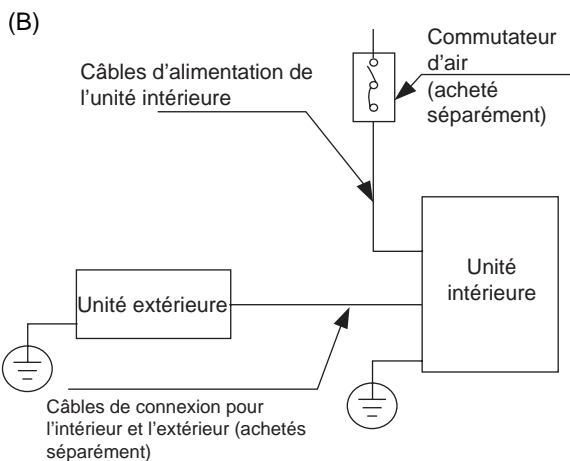 (B)
Commutateur
d'air
(acheté
séparément)
Câbles d'alimentation de
l'unité intérieure
Unité
intérieure
Unité extérieure
Câbles de connexion pour
l'intérieur et l'extérieur (achetés
séparément)